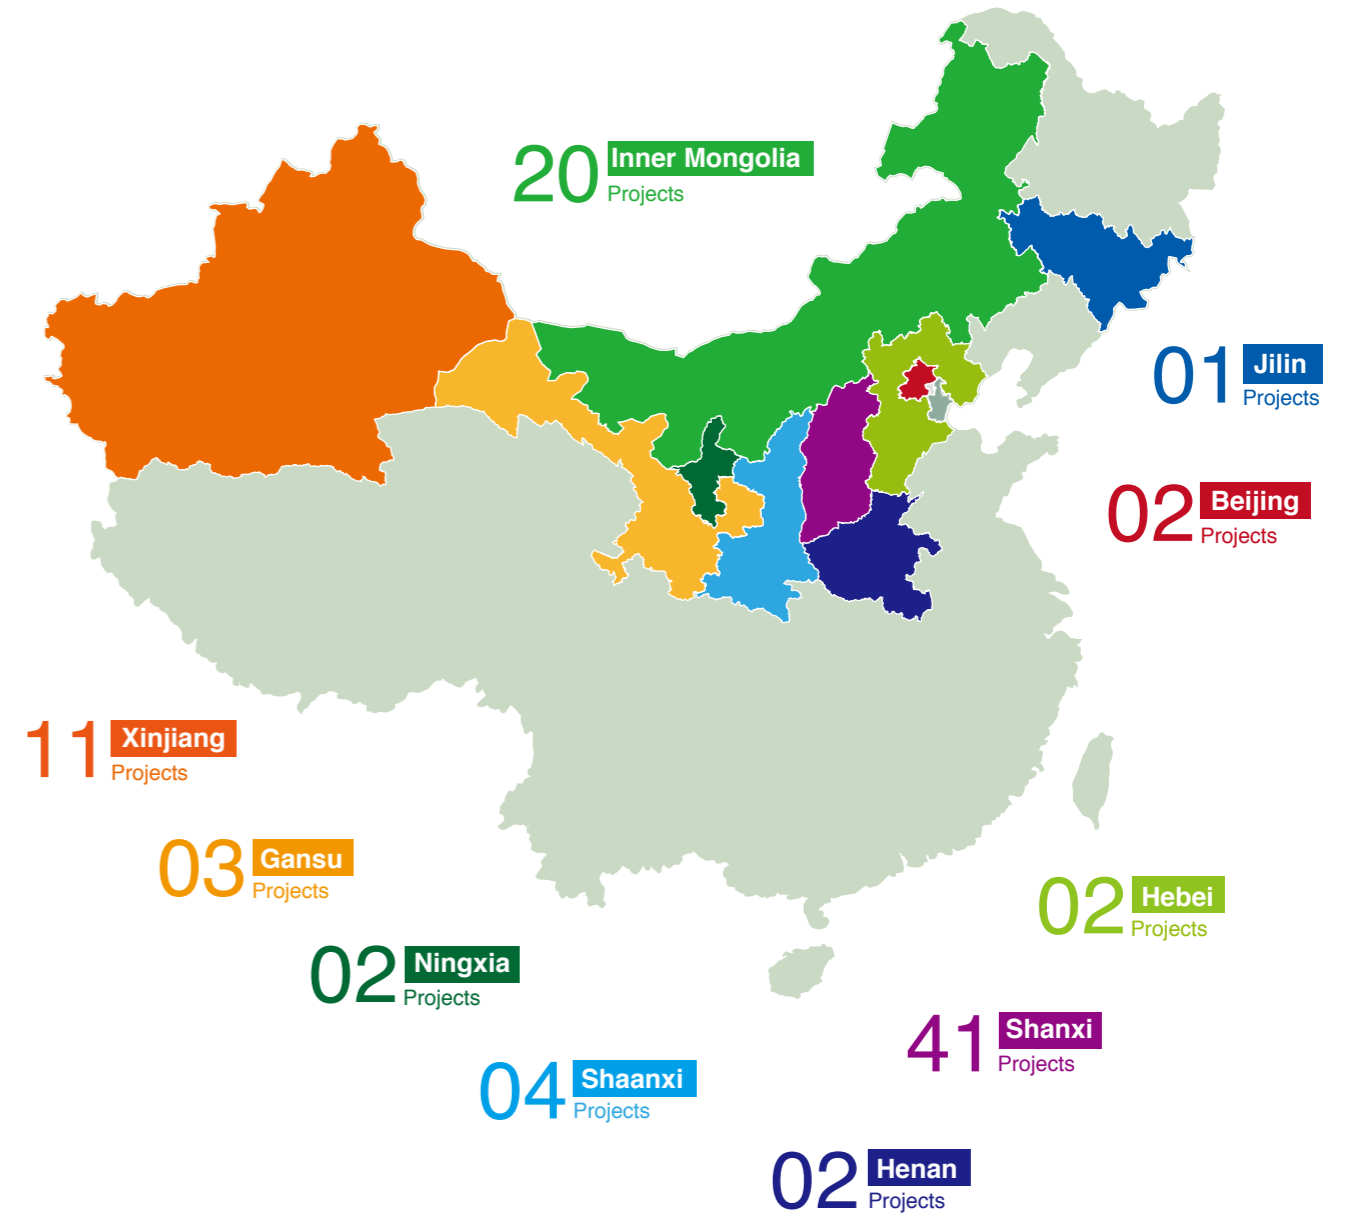 20 Inner Mongolia
Projects
01 Jilin
Projects
02 Beijing
Projects
11 Xinjiang
Projects
03 Gansu
Projects
02 Hebei
Projects
02 Ningxia
Projects
41 Shanxi
Projects
04 Shaanxi
Projects
02 Henan
Projects